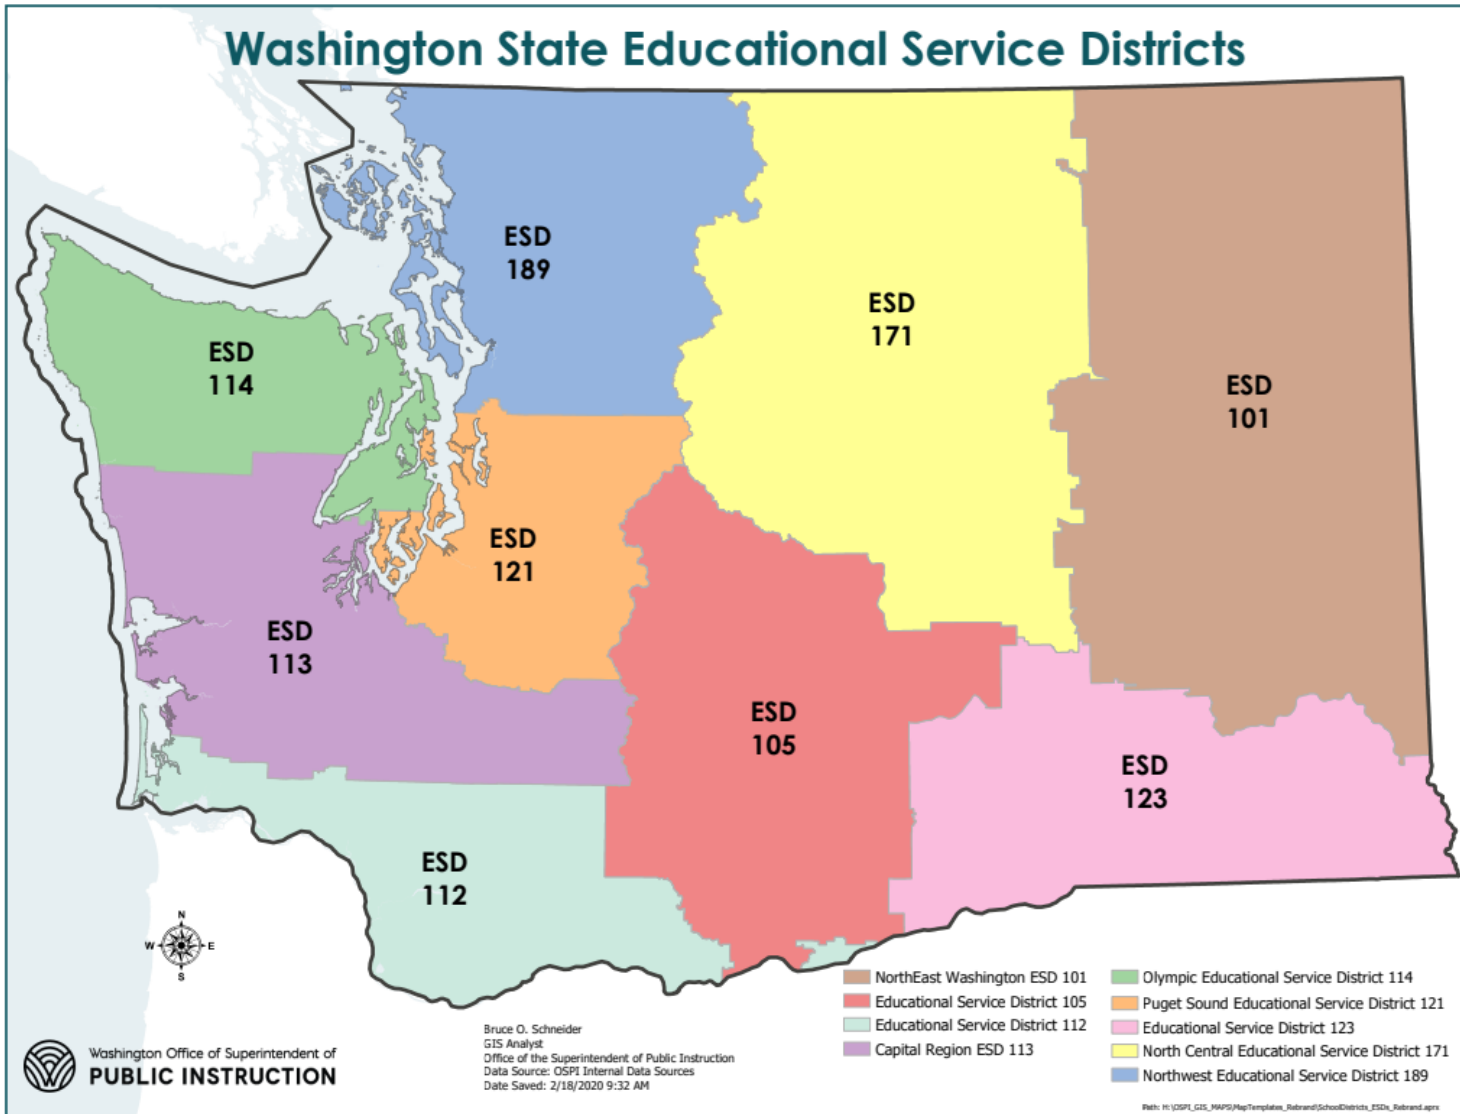 Washington State Educational Service Districts
ESD
189
ESD
171
ESD
114
ESD
101
ESD
121
ESD
113
ESD
105
ESD
123
ESD
112
N
W E
S
NorthEast Washington ESD 101
Educational Service District 105
Educational Service District 112
Capital Region ESD 113
Olympic Educational Service District 114
Puget Sound Educational Service District 121
Educational Service District 123
North Central Educational Service District 171
Northwest Educational Service District 189
Washington Office of Superintendent of
PUBLIC INSTRUCTION
Bruce O. Schneider
GIS Analyst
Office of the Superintendent of Public Instruction
Data Source: OSPI Internal Data Sources
Date Saved: 2/18/2020 9:32 AM
Path: H:\OSPI_GIS_MAPS\MapTemplates_Rebrand\SchoolDistricts_ESDs_Rebrand.aprx